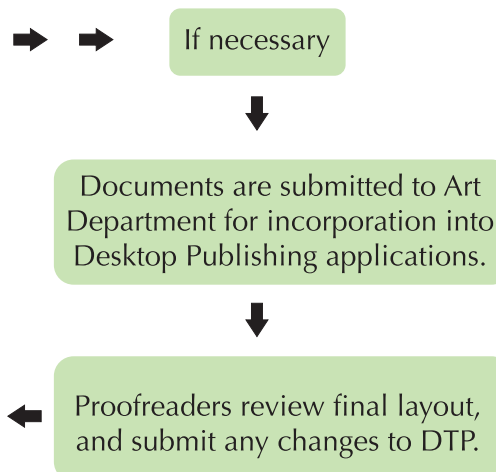 If necessary
Documents are submitted to Art
Department for incorporation into
Desktop Publishing applications.
Proofreaders review final layout,
and submit any changes to DTP.